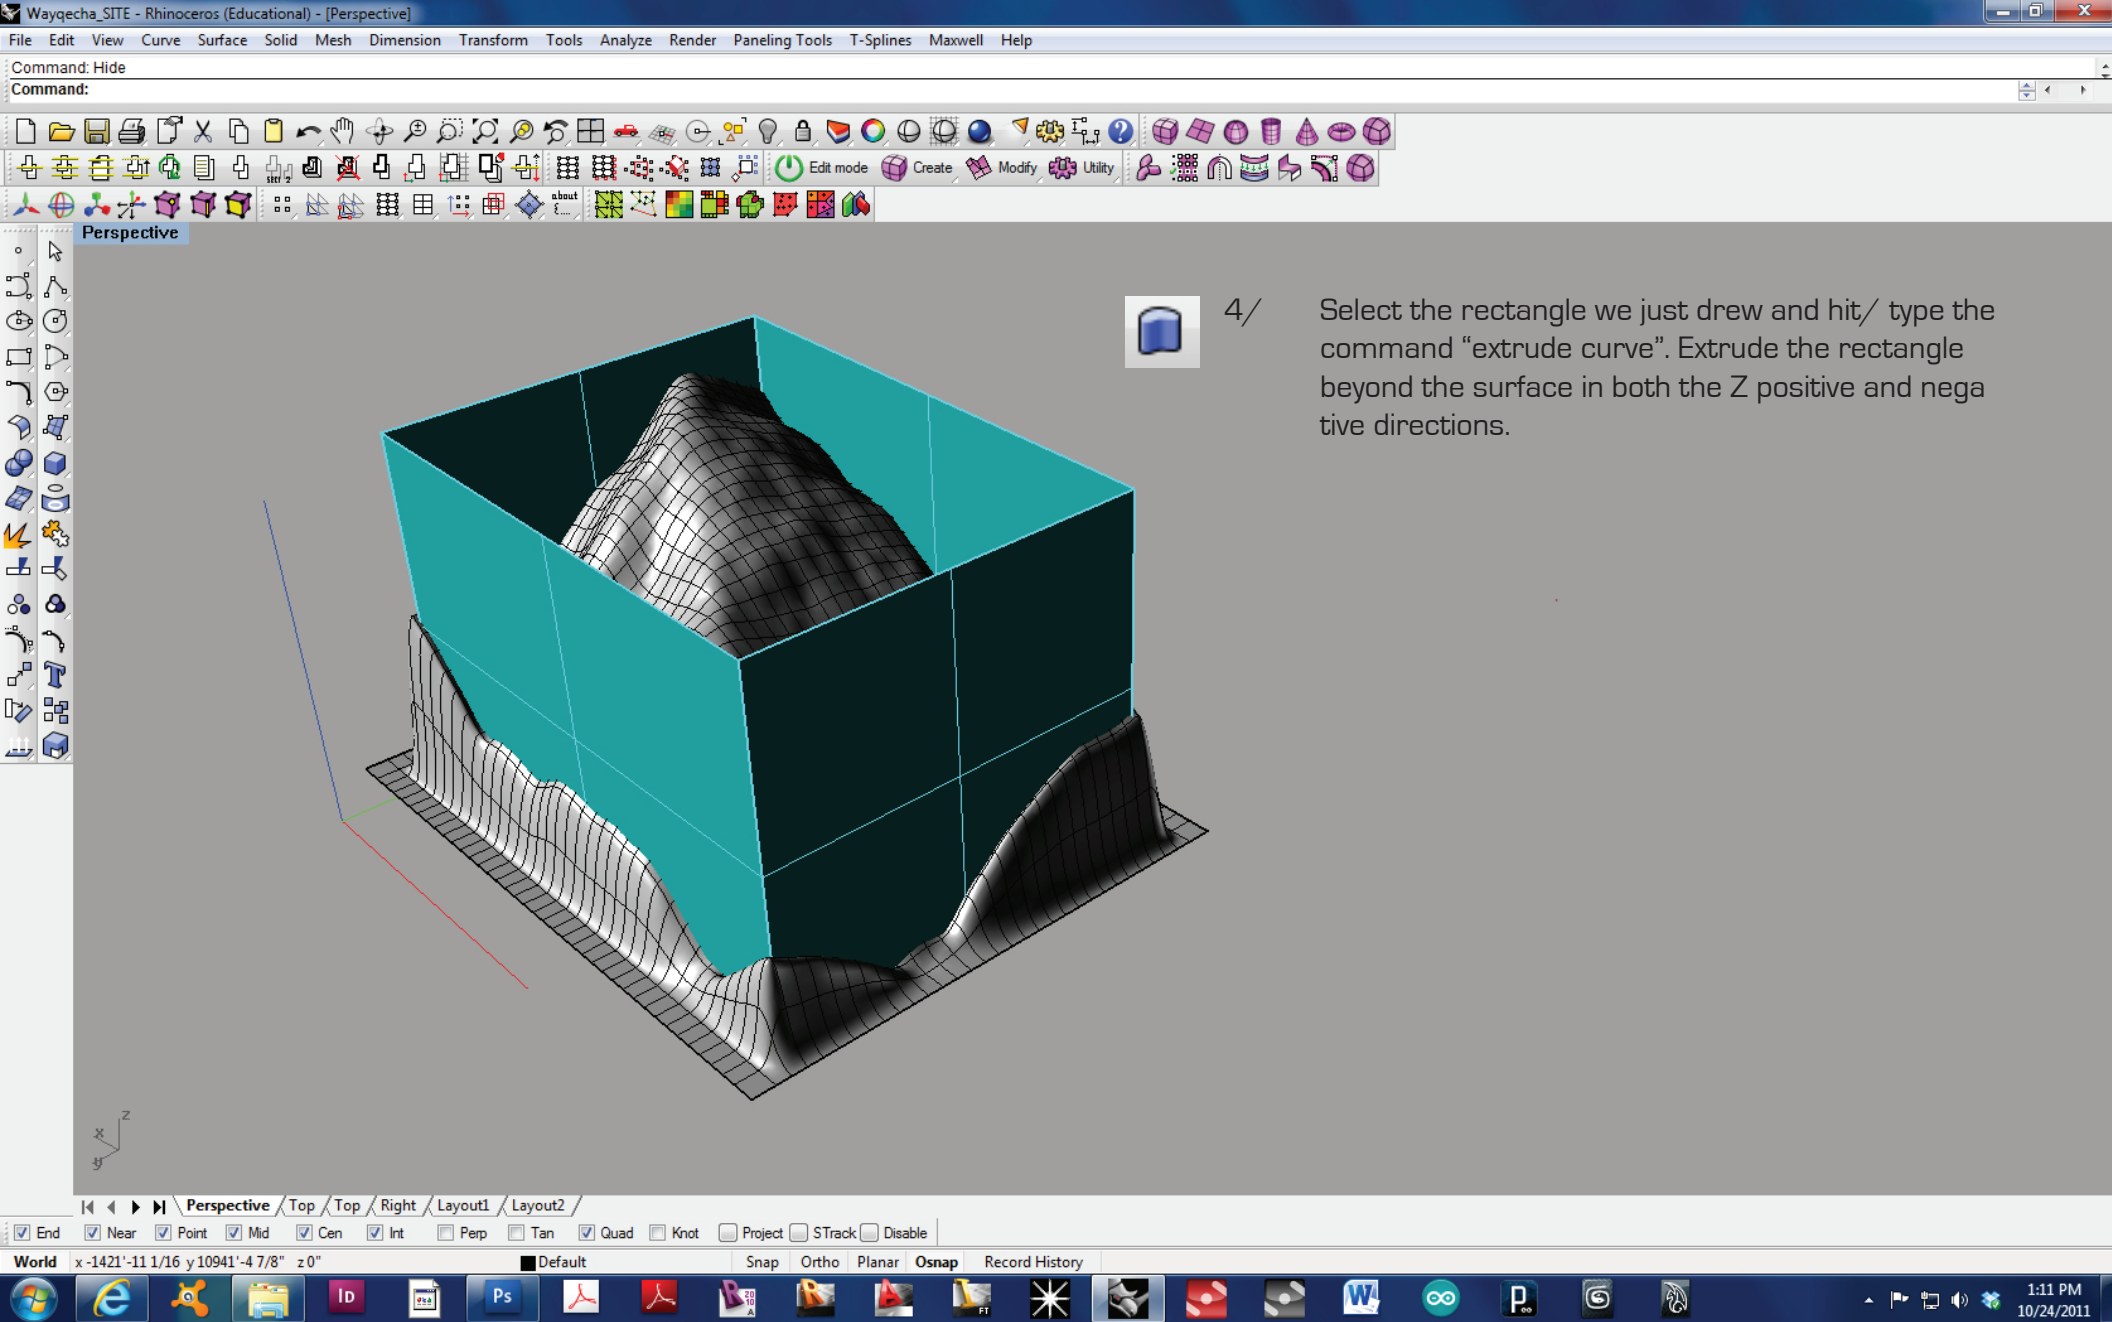 Wayqecha_SITE - Rhinoceros (Educational) - [Perspective]
File Edit View Curve Surface Solid Mesh Dimension Transform Tools Analyze Render Paneling Tools T-Splines Maxwell Help
Command: Hide
Command:
Edit mode Create Modify Utility
about
Perspective
4/ Select the rectangle we just drew and hit/ type the
command “extrude curve”. Extrude the rectangle
beyond the surface in both the Z positive and nega
tive directions.
z
x
y
Perspective Top Top Right Layout1 Layout2
End Near Point Mid Cen Int Perp Tan Quad Knot Project STrack Disable
World x -1421'-11 1/16 y 10941'-4 7/8" z 0" Default Snap Ortho Planar Osnap Record History
ID Ps
1:11 PM
10/24/2011